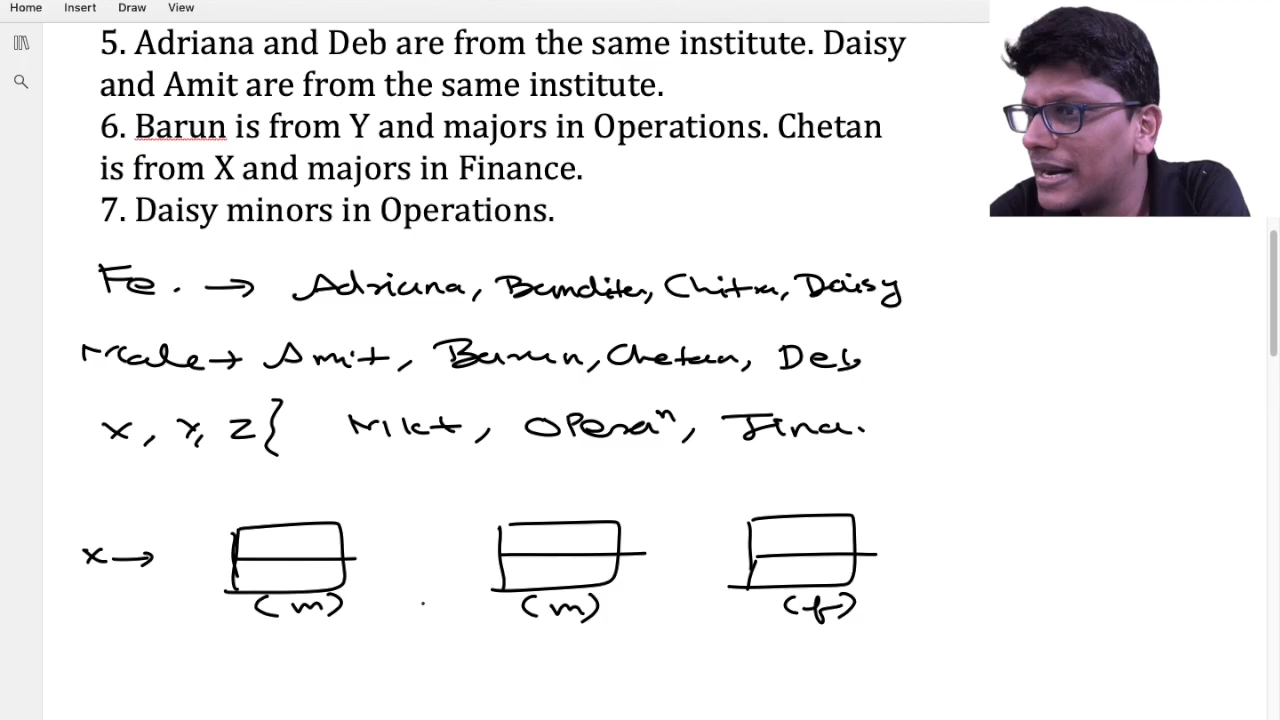 Home Insert Draw View
5. Adriana and Deb are from the same institute. Daisy
and Amit are from the same institute.
6. Barun is from Y and majors in Operations. Chetan
is from X and majors in Finance.
7. Daisy minors in Operations.
Fe. → Adriana, Bandita, Chitra, Daisy
Male → Amit, Barun, Chetan, Deb
X, Y, Z} Mkt, Operaⁿ, Fina.
X →
(m) (m) (f)